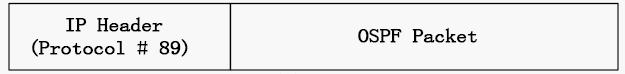 IP Header
(Protocol # 89)
OSPF Packet